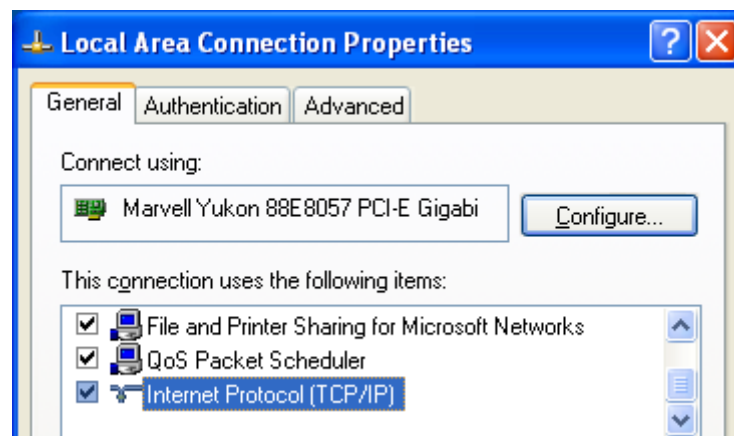 Local Area Connection Properties
General Authentication Advanced
Connect using:
Marvell Yukon 88E8057 PCI-E Gigabi Configure...
This connection uses the following items:
File and Printer Sharing for Microsoft Networks
QoS Packet Scheduler
Internet Protocol (TCP/IP)